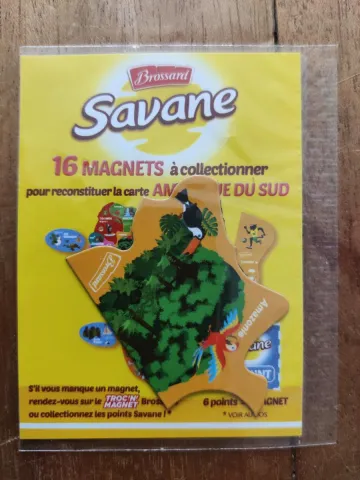 Brossard
Savane
16 MAGNETS à collectionner
pour reconstituer la carte AM UE DU SUD
Brossard
Amazonie
S'il vous manque un magnet,
rendez-vous sur le TROC'N' MAGNET Bross
ou collectionnez les points Savane !*
6 points MAGNET
* VOIR AU DOS